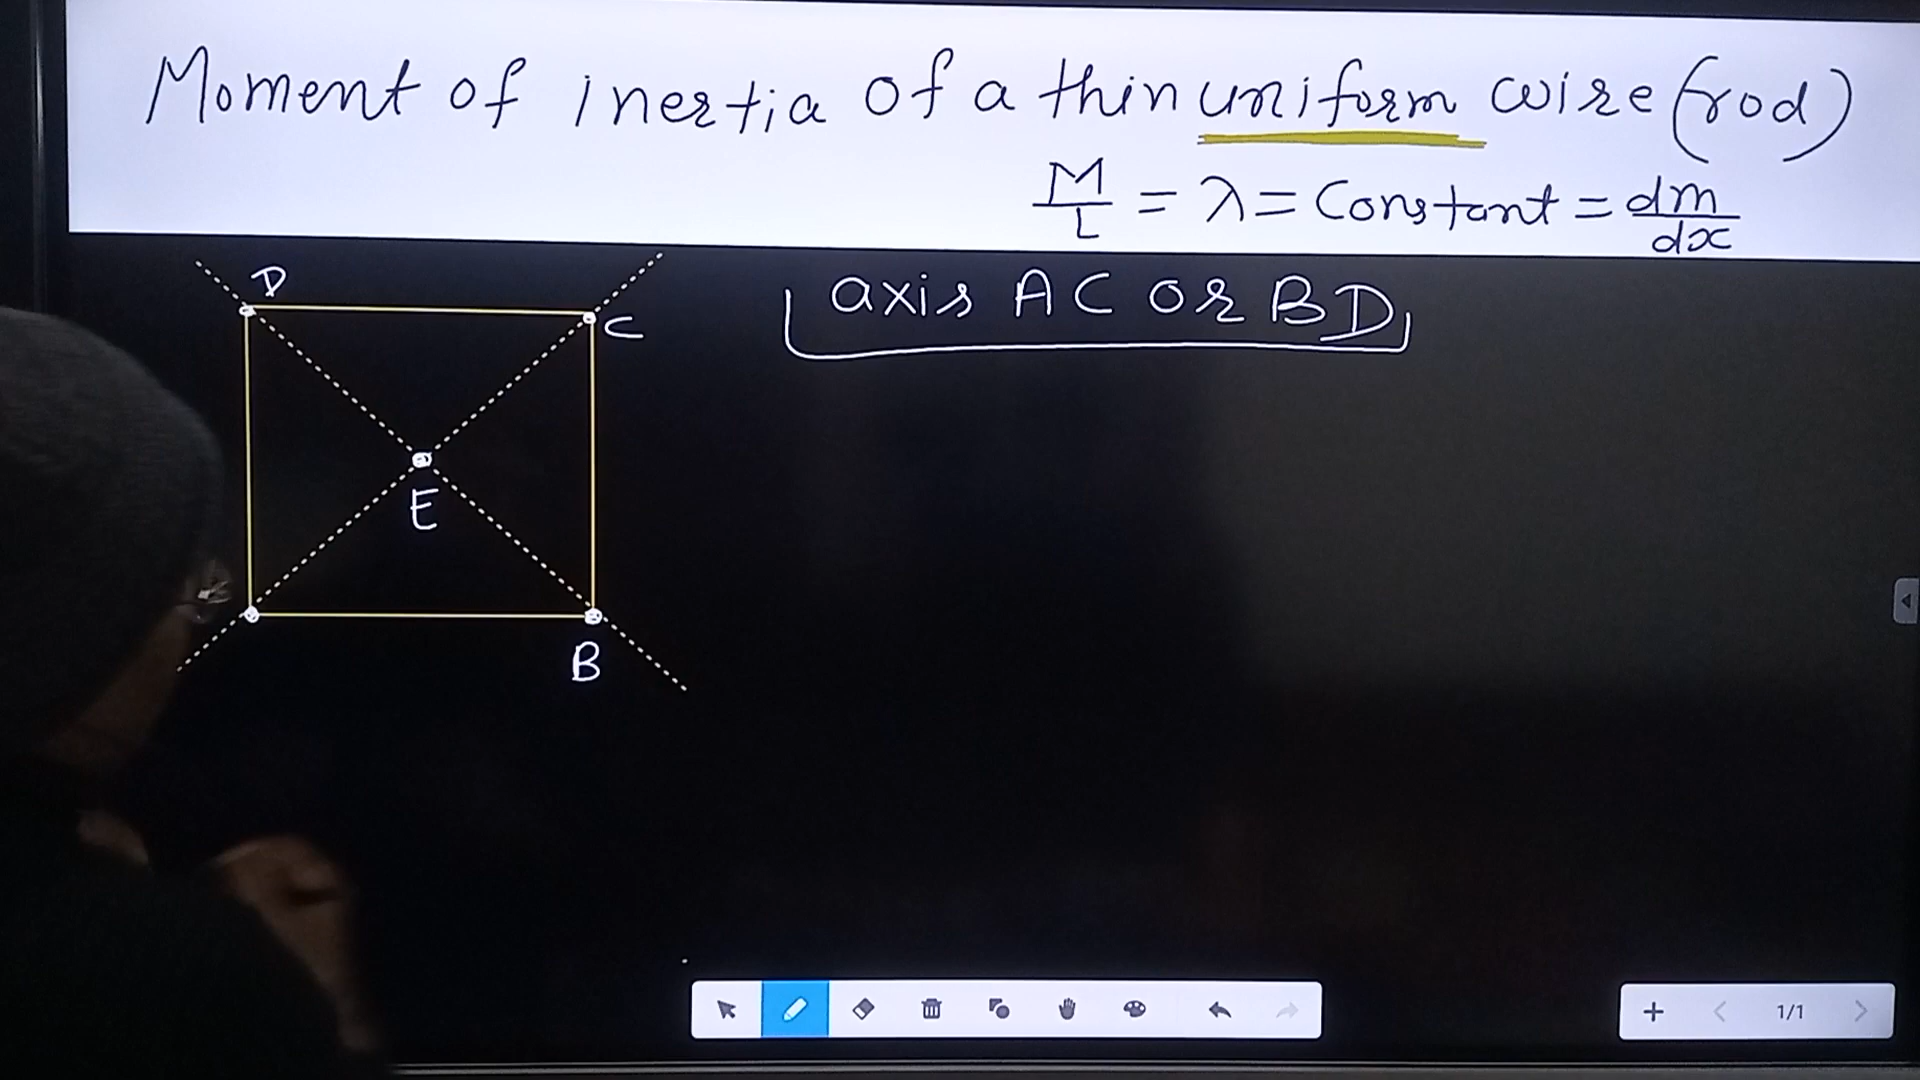 Moment of inertia of a thin uniform wire (rod)
M/L = λ = Constant = dm/dx
axis AC or BD
D
C
E
B
1/1